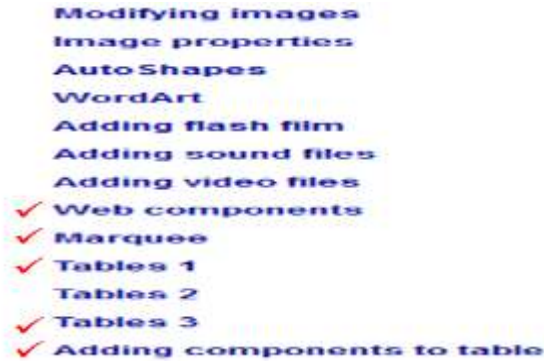 Modifying images
Image properties
AutoShapes
WordArt
Adding flash film
Adding sound files
Adding video files
Web components
Marquee
Tables 1
Tables 2
Tables 3
Adding components to table